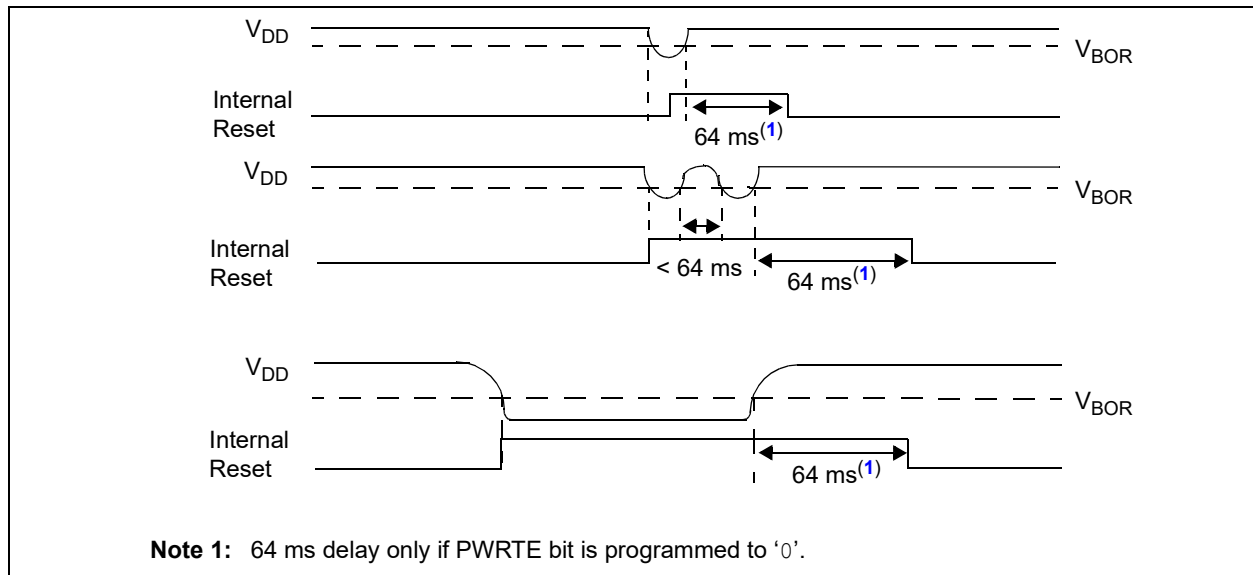 VDD
VBOR
Internal
Reset
64 ms(1)
VDD
VBOR
Internal
Reset
< 64 ms
64 ms(1)
VDD
VBOR
Internal
Reset
64 ms(1)
Note 1: 64 ms delay only if PWRTE bit is programmed to ‘0’.